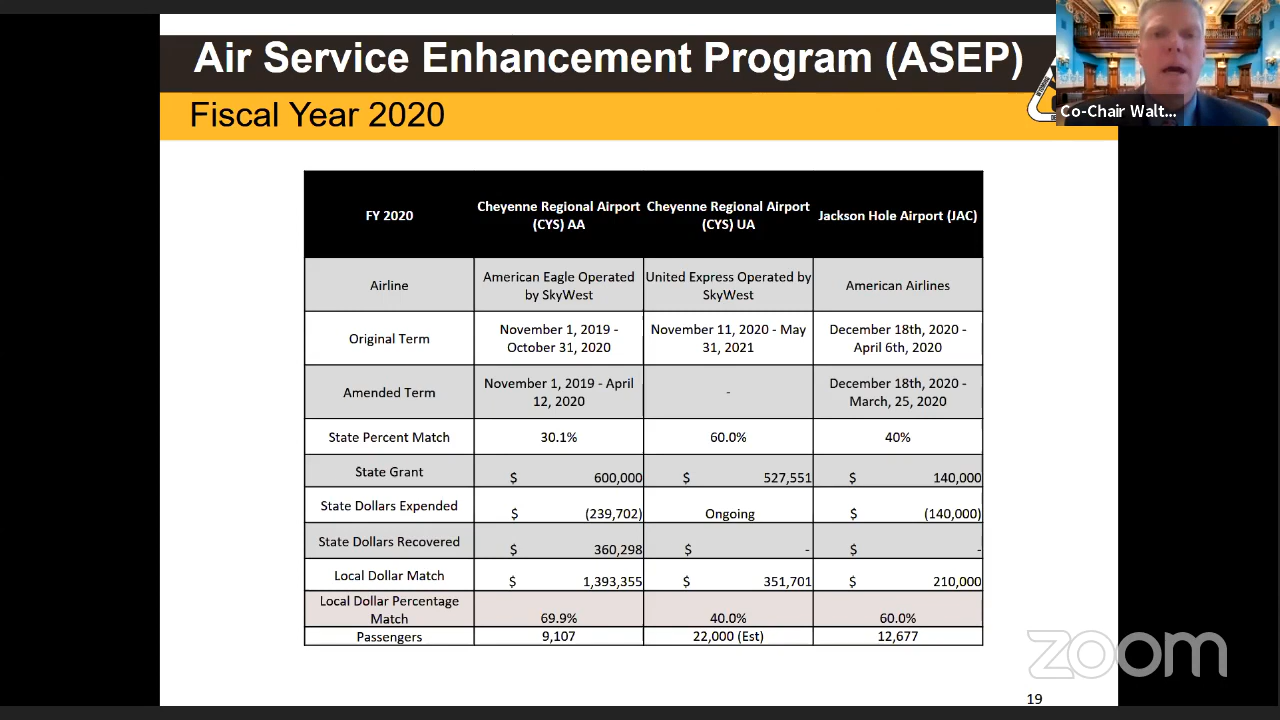 Air Service Enhancement Program (ASEP)
Fiscal Year 2020
Co-Chair Walt...
FY 2020
Cheyenne Regional Airport
(CYS) AA
Cheyenne Regional Airport
(CYS) UA
Jackson Hole Airport (JAC)
Airline
American Eagle Operated
by SkyWest
United Express Operated by
SkyWest
American Airlines
Original Term
November 1, 2019 -
October 31, 2020
November 11, 2020 - May
31, 2021
December 18th, 2020 -
April 6th, 2020
Amended Term
November 1, 2019 - April
12, 2020
-
December 18th, 2020 -
March, 25, 2020
State Percent Match
30.1%
60.0%
40%
State Grant
$ 600,000
$ 527,551
$ 140,000
State Dollars Expended
$ (239,702)
Ongoing
$ (140,000)
State Dollars Recovered
$ 360,298
$ -
$ -
Local Dollar Match
$ 1,393,355
$ 351,701
$ 210,000
Local Dollar Percentage
Match
69.9%
40.0%
60.0%
Passengers
9,107
22,000 (Est)
12,677
zoom
19